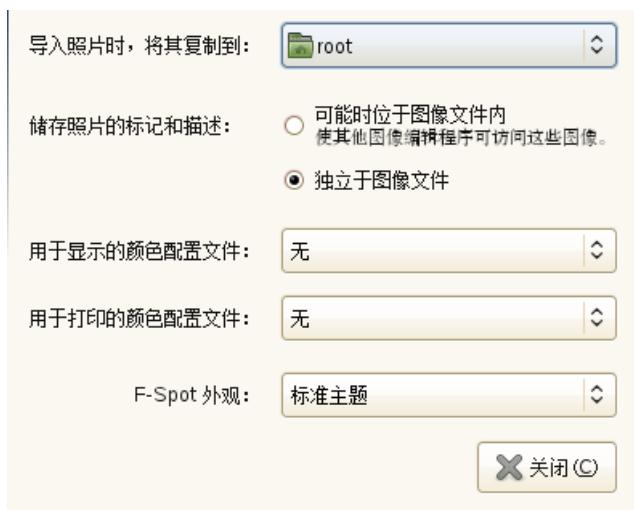 导入照片时，将其复制到： root
储存照片的标记和描述： 可能时位于图像文件内
使其他图像编辑程序可访问这些图像。
独立于图像文件
用于显示的颜色配置文件： 无
用于打印的颜色配置文件： 无
F-Spot 外观： 标准主题
关闭(C)